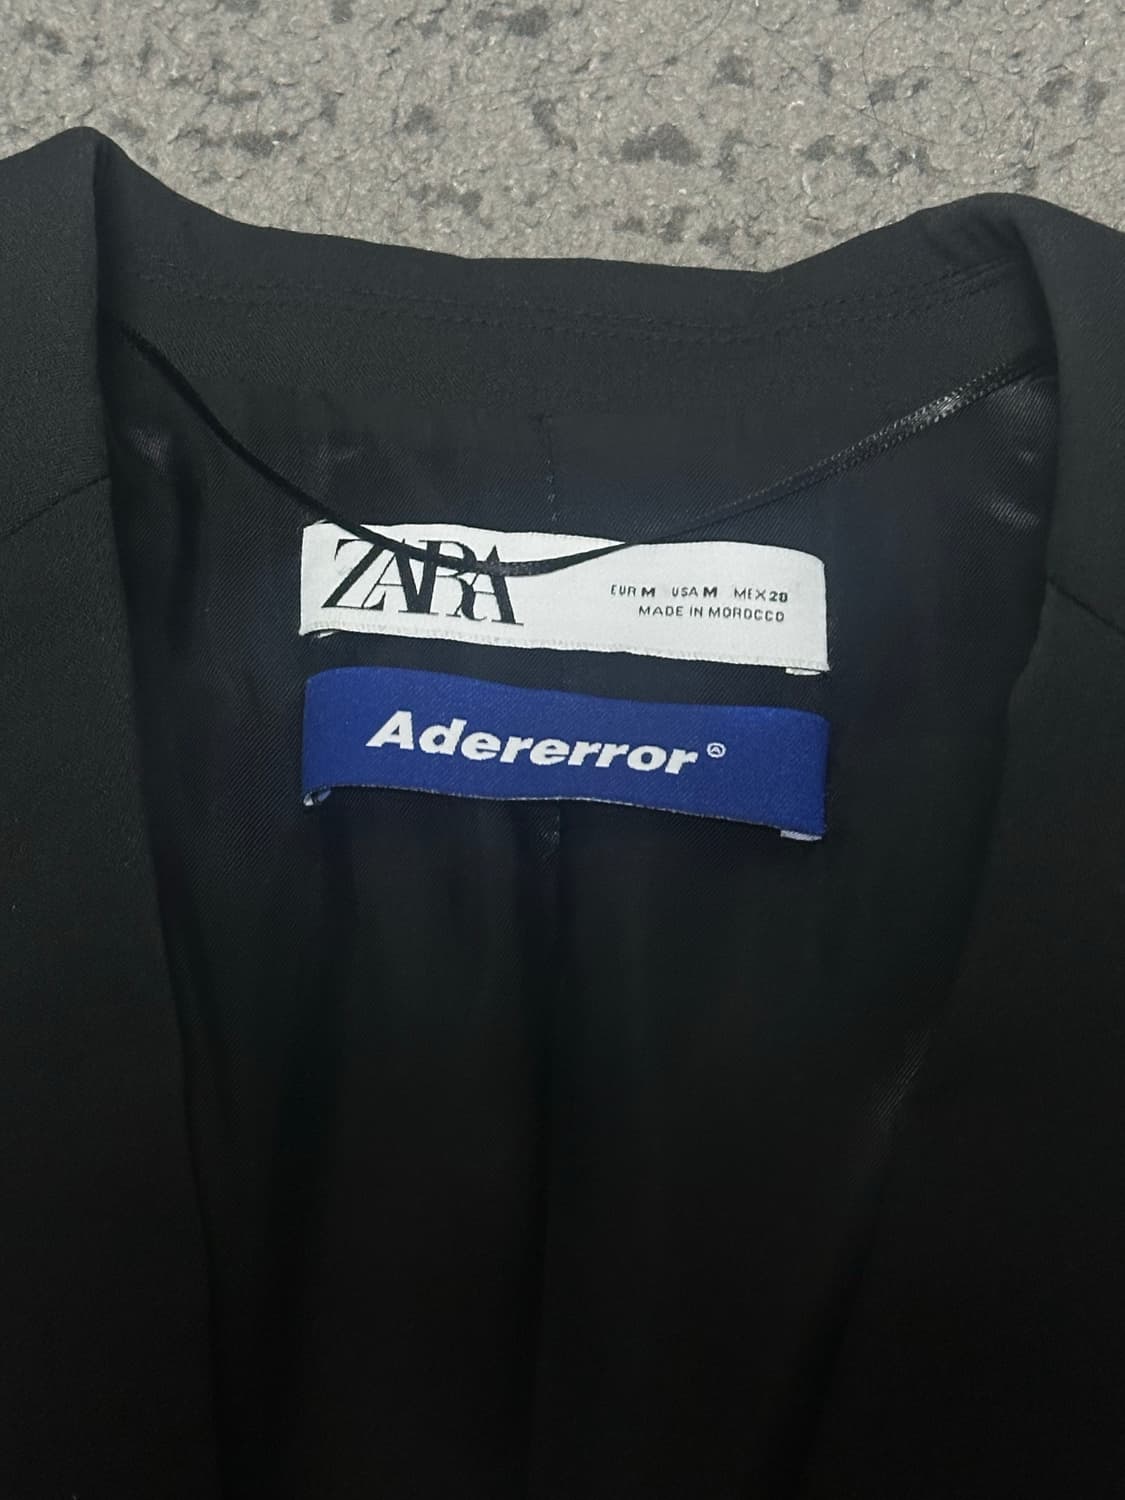 ZARA
EUR M USA M MEX 28
MADE IN MOROCCO
Adererror